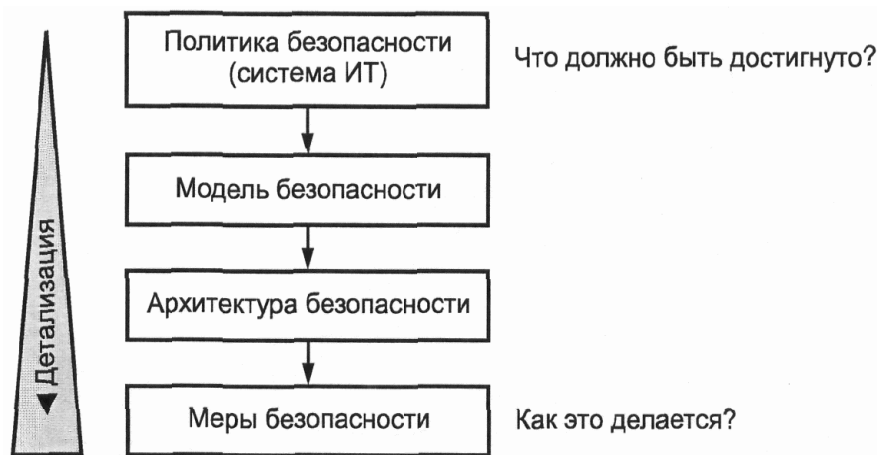 Политика безопасности
(система ИТ)
Что должно быть достигнуто?
Модель безопасности
Архитектура безопасности
Меры безопасности
Как это делается?
Детализация